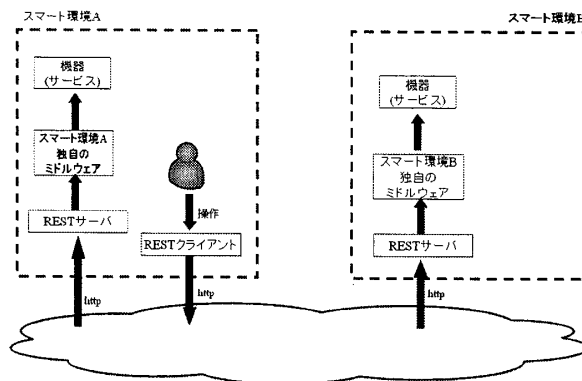 スマート環境A
機器
(サービス)
スマート環境A
独自の
ミドルウェア
RESTサーバ
操作
RESTクライアント
http
http
スマート環境B
機器
(サービス)
スマート環境B
独自の
ミドルウェア
RESTサーバ
http